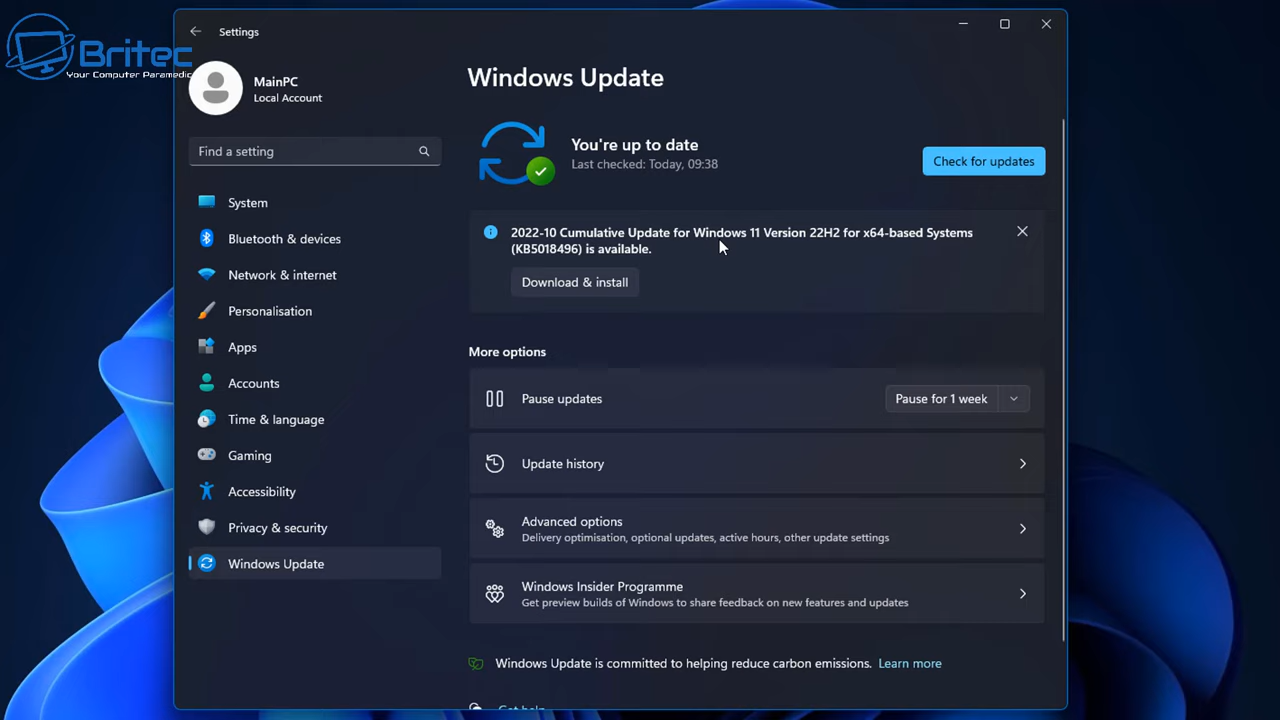 Britec
Your Computer Paramedic
Settings
MainPC
Local Account
Find a setting
System
Bluetooth & devices
Network & internet
Personalisation
Apps
Accounts
Time & language
Gaming
Accessibility
Privacy & security
Windows Update
Windows Update
You're up to date
Last checked: Today, 09:38
Check for updates
2022-10 Cumulative Update for Windows 11 Version 22H2 for x64-based Systems
(KB5018496) is available.
Download & install
More options
Pause updates
Pause for 1 week
Update history
Advanced options
Delivery optimisation, optional updates, active hours, other update settings
Windows Insider Programme
Get preview builds of Windows to share feedback on new features and updates
Windows Update is committed to helping reduce carbon emissions. Learn more
Get help